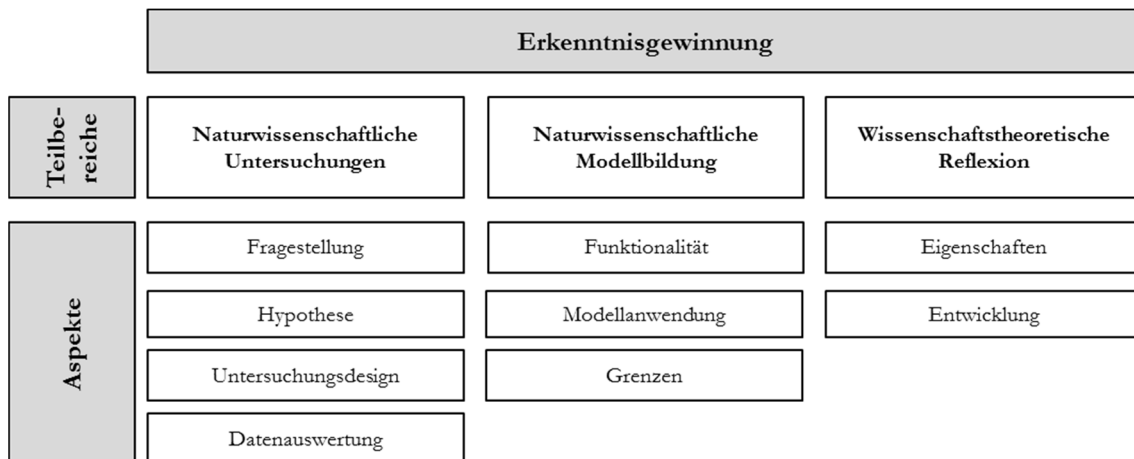 Erkenntnisgewinnung
Teilbe-
reiche
Naturwissenschaftliche
Untersuchungen
Naturwissenschaftliche
Modellbildung
Wissenschaftstheoretische
Reflexion
Aspekte
Fragestellung
Funktionalität
Eigenschaften
Hypothese
Modellanwendung
Entwicklung
Untersuchungsdesign
Grenzen
Datenauswertung